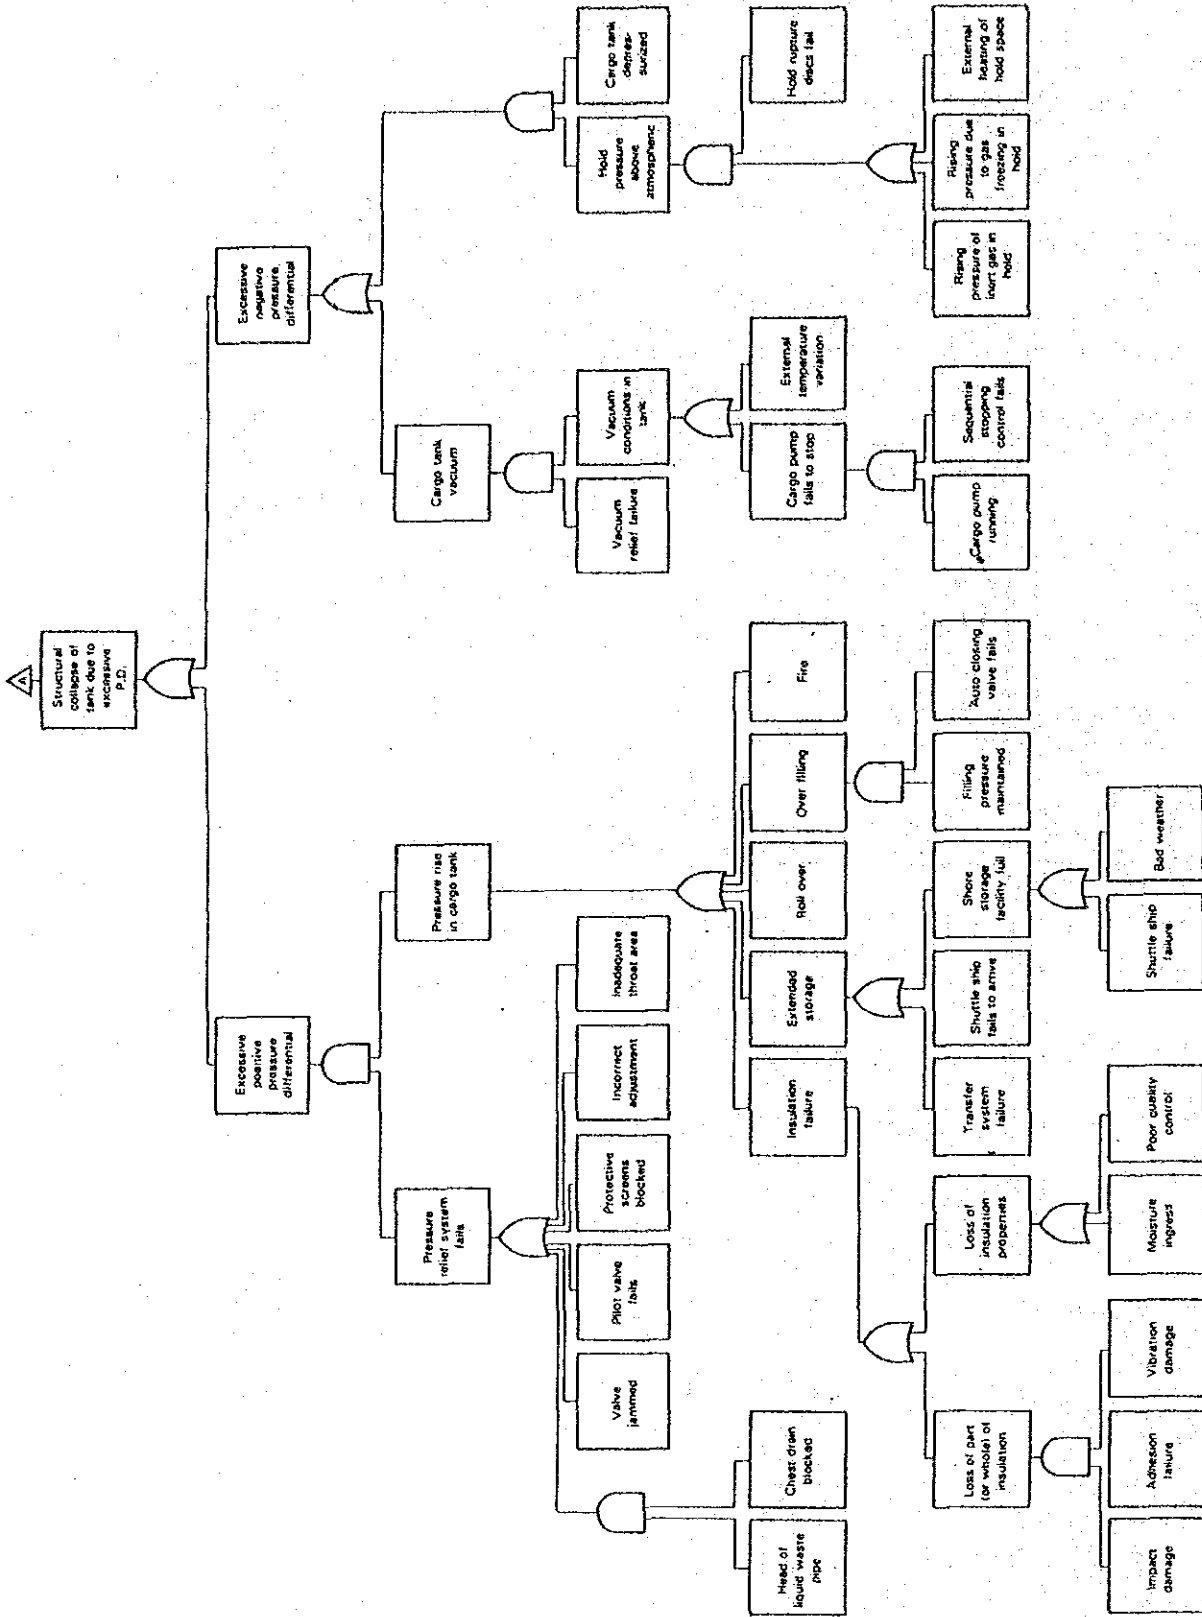 A
Structural
collapse of
tank due to
excessive
P.D.
Excessive
positive
pressure
differential
Excessive
negative
pressure
differential
Pressure
relief system
fails
Pressure rise
in cargo tank
Cargo tank
vacuum
Valve
jammed
Pilot valve
fails
Protective
screens
blocked
Incorrect
adjustment
Inadequate
throat area
Vacuum
relief failure
Vacuum
conditions in
tank
Hold
pressure
above
atmospheric
Cargo tank
depres-
surized
Head of
liquid waste
pipe
Chest drain
blocked
Insulation
failure
Extended
storage
Roll over
Over filling
Fire
Cargo pump
fails to stop
External
temperature
variation
Hold rupture
discs fail
Loss of part
(or whole) of
insulation
Loss of
insulation
properties
Transfer
system
failure
Shuttle ship
fails to arrive
Shore
storage
facility full
Filling
pressure
maintained
Auto closing
valve fails
Cargo pump
running
Sequential
stopping
control fails
Rising
pressure of
inert gas in
hold
Rising
pressure due
to gas
freezing in
hold
External
heating of
hold space
Impact
damage
Adhesion
failure
Vibration
damage
Moisture
ingress
Poor quality
control
Shuttle ship
failure
Bad weather